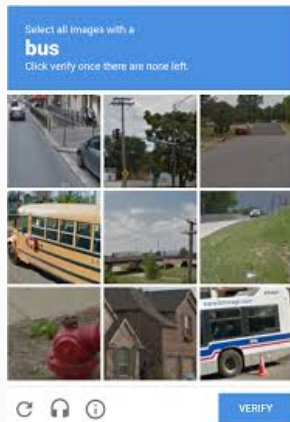 Select all images with a
bus
Click verify once there are none left.
VERIFY